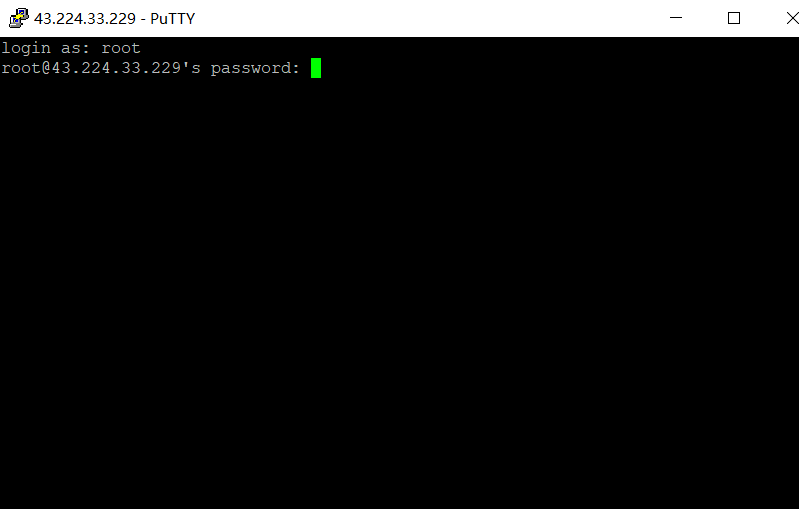 43.224.33.229 - PuTTY
login as: root
root@43.224.33.229's password: